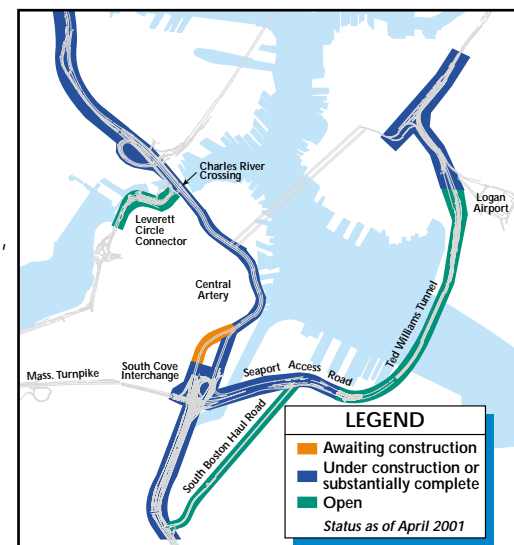 Charles River
Crossing
Leverett
Circle
Connector
Logan
Airport
Central
Artery
Ted Williams Tunnel
South Cove
Interchange
Mass. Turnpike
Seaport Access Road
South Boston Haul Road
LEGEND
Awaiting construction
Under construction or
substantially complete
Open
Status as of April 2001